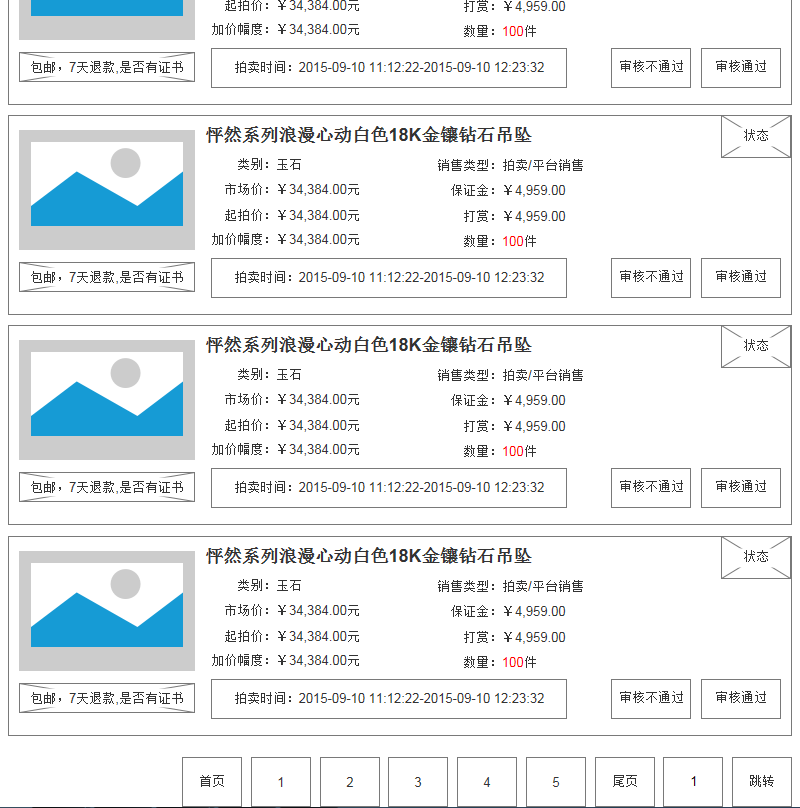 起拍价：￥34,384.00元 打赏：￥4,959.00
加价幅度：￥34,384.00元 数量：100件
包邮，7天退款,是否有证书 拍卖时间：2015-09-10 11:12:22-2015-09-10 12:23:32 审核不通过 审核通过
怦然系列浪漫心动白色18K金镶钻石吊坠 状态
类别：玉石 销售类型：拍卖/平台销售
市场价：￥34,384.00元 保证金：￥4,959.00
起拍价：￥34,384.00元 打赏：￥4,959.00
加价幅度：￥34,384.00元 数量：100件
包邮，7天退款,是否有证书 拍卖时间：2015-09-10 11:12:22-2015-09-10 12:23:32 审核不通过 审核通过
怦然系列浪漫心动白色18K金镶钻石吊坠 状态
类别：玉石 销售类型：拍卖/平台销售
市场价：￥34,384.00元 保证金：￥4,959.00
起拍价：￥34,384.00元 打赏：￥4,959.00
加价幅度：￥34,384.00元 数量：100件
包邮，7天退款,是否有证书 拍卖时间：2015-09-10 11:12:22-2015-09-10 12:23:32 审核不通过 审核通过
怦然系列浪漫心动白色18K金镶钻石吊坠 状态
类别：玉石 销售类型：拍卖/平台销售
市场价：￥34,384.00元 保证金：￥4,959.00
起拍价：￥34,384.00元 打赏：￥4,959.00
加价幅度：￥34,384.00元 数量：100件
包邮，7天退款,是否有证书 拍卖时间：2015-09-10 11:12:22-2015-09-10 12:23:32 审核不通过 审核通过
首页 1 2 3 4 5 尾页 1 跳转